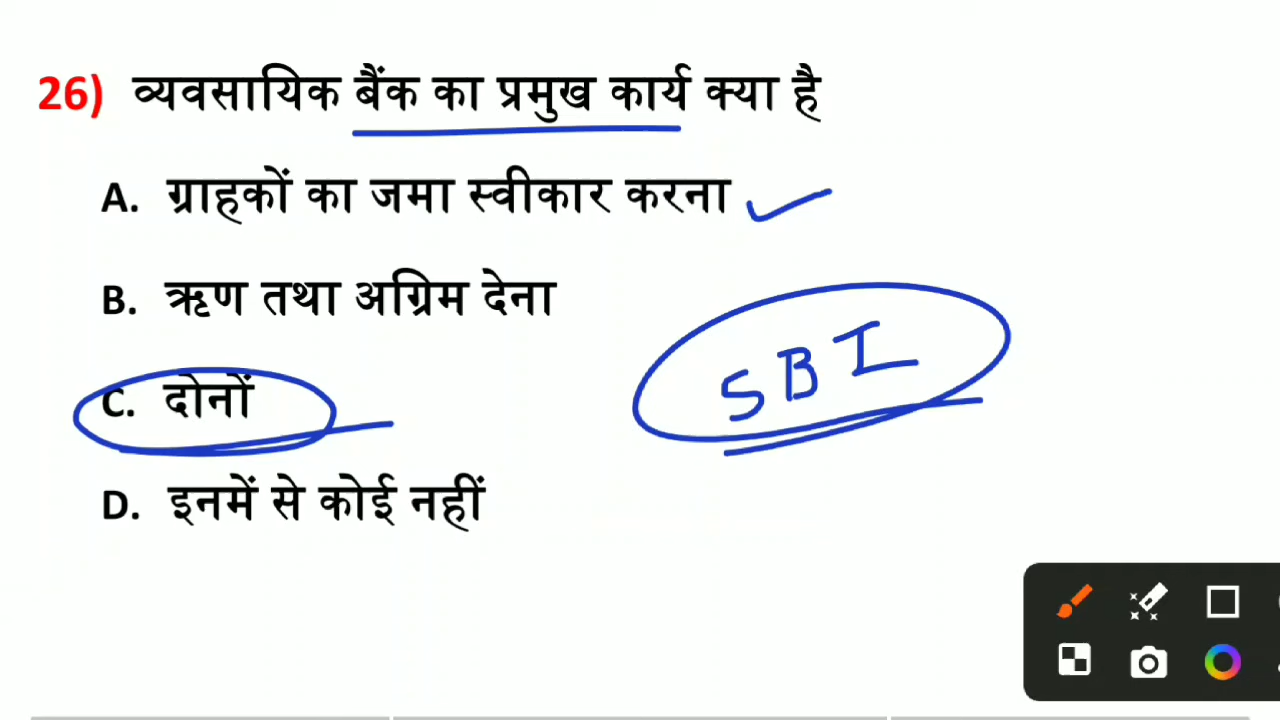 26) व्यवसायिक बैंक का प्रमुख कार्य क्या है
A. ग्राहकों का जमा स्वीकार करना
B. ऋण तथा अग्रिम देना
SBI
C. दोनों
D. इनमें से कोई नहीं